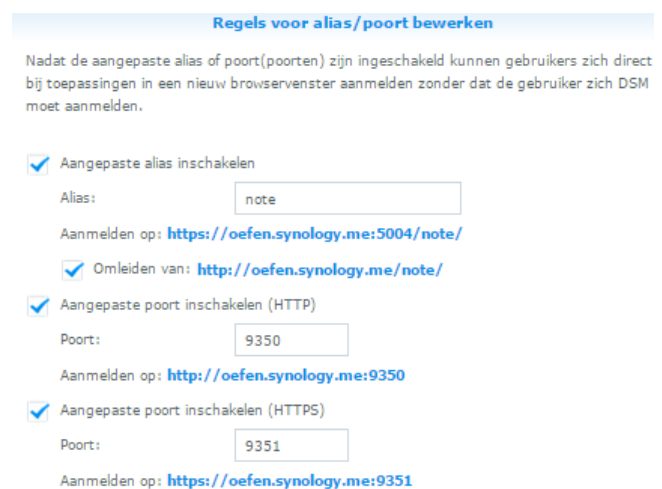 Regels voor alias/poort bewerken
Nadat de aangepaste alias of poort(poorten) zijn ingeschakeld kunnen gebruikers zich direct
bij toepassingen in een nieuw browservenster aanmelden zonder dat de gebruiker zich DSM
moet aanmelden.
Aangepaste alias inschakelen
Alias: note
Aanmelden op: https://oefen.synology.me:5004/note/
Omleiden van: http://oefen.synology.me/note/
Aangepaste poort inschakelen (HTTP)
Poort: 9350
Aanmelden op: http://oefen.synology.me:9350
Aangepaste poort inschakelen (HTTPS)
Poort: 9351
Aanmelden op: https://oefen.synology.me:9351